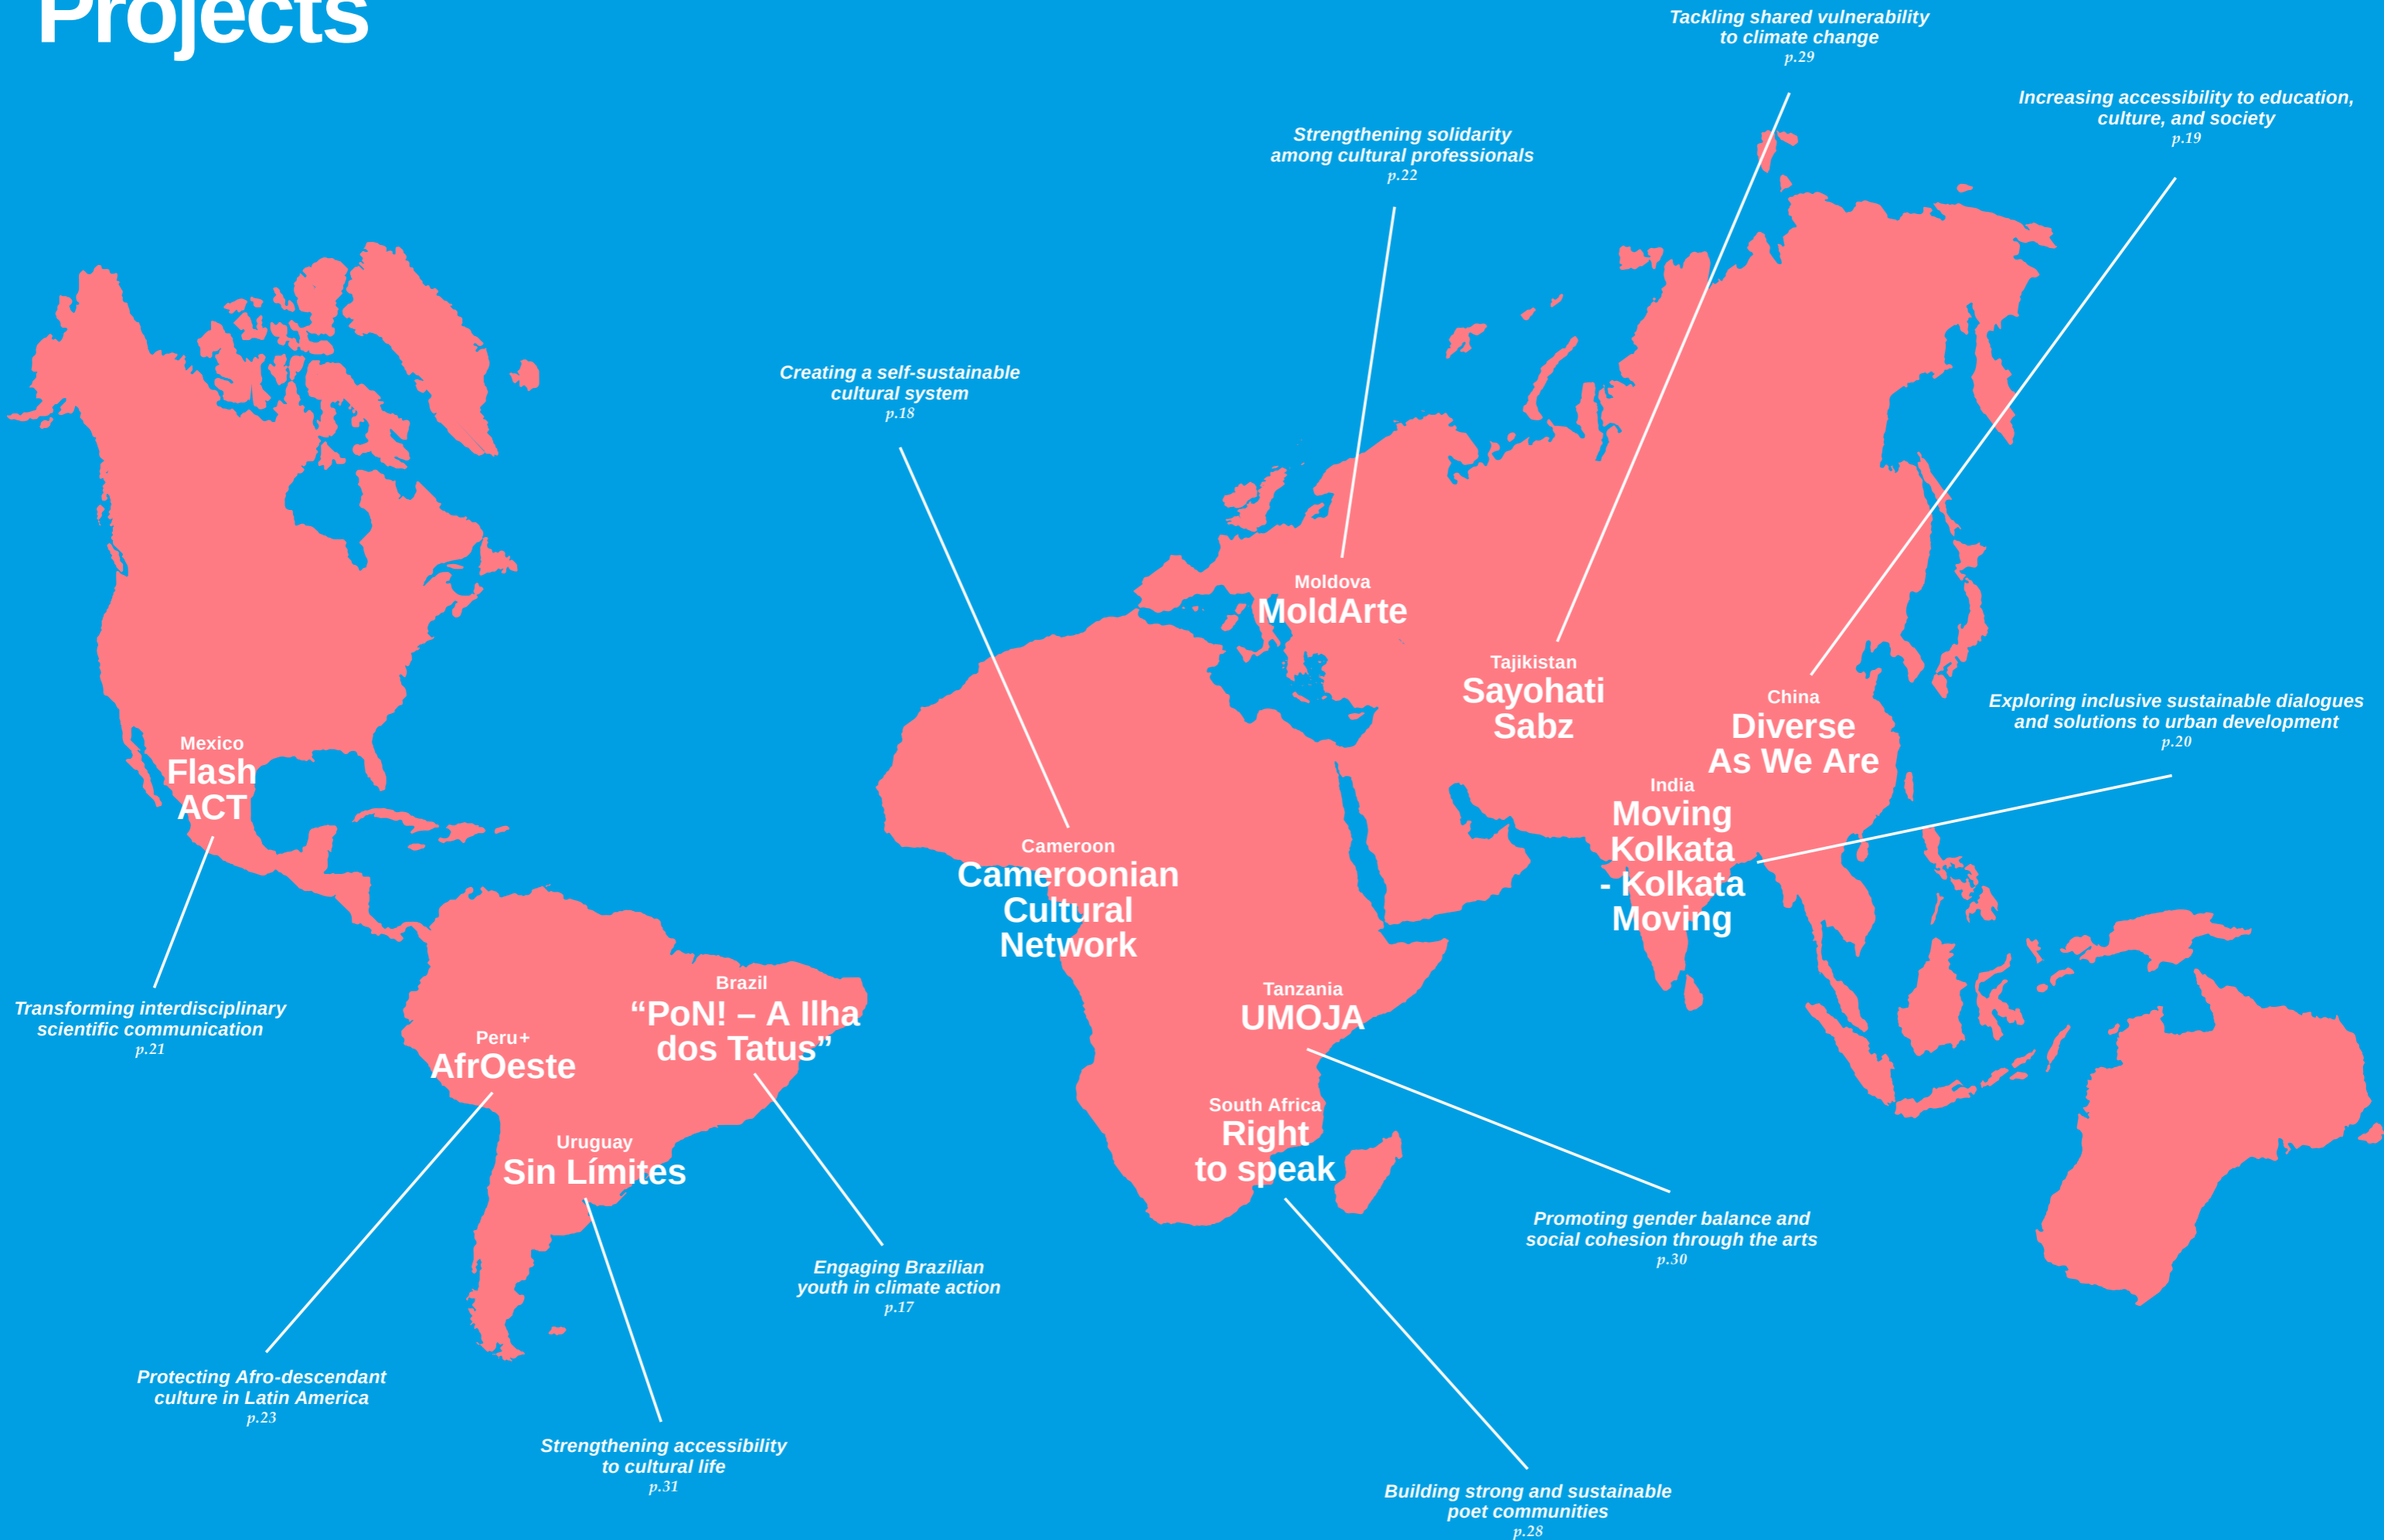 Projects
Tackling shared vulnerability
to climate change
p.29
Increasing accessibility to education,
culture, and society
p.19
Strengthening solidarity
among cultural professionals
p.22
Creating a self-sustainable
cultural system
p.18
Moldova
MoldArte
Tajikistan
Sayohati
Sabz
China
Diverse
As We Are
Exploring inclusive sustainable dialogues
and solutions to urban development
p.20
Mexico
Flash
ACT
India
Moving
Kolkata
- Kolkata
Moving
Cameroon
Cameroonian
Cultural
Network
Brazil
“PoN! – A Ilha
dos Tatus”
Tanzania
UMOJA
Transforming interdisciplinary
scientific communication
p.21
Peru+
AfrOeste
South Africa
Right
to speak
Uruguay
Sin Límites
Promoting gender balance and
social cohesion through the arts
p.30
Engaging Brazilian
youth in climate action
p.17
Protecting Afro-descendant
culture in Latin America
p.23
Strengthening accessibility
to cultural life
p.31
Building strong and sustainable
poet communities
p.28